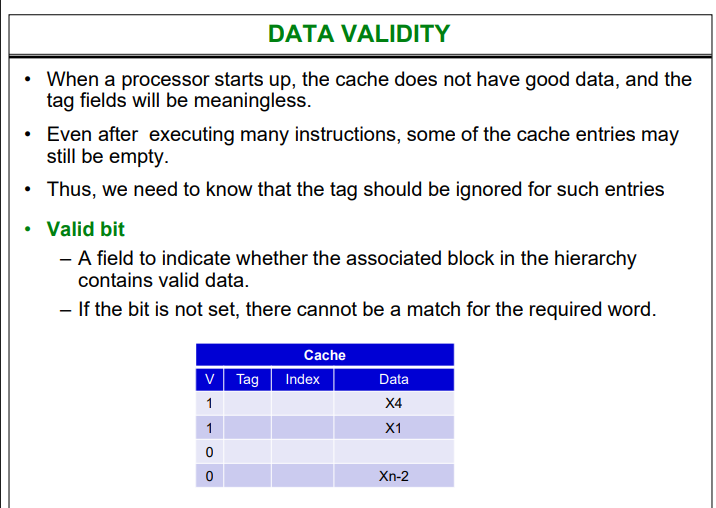 DATA VALIDITY
• When a processor starts up, the cache does not have good data, and the
tag fields will be meaningless.
• Even after executing many instructions, some of the cache entries may
still be empty.
• Thus, we need to know that the tag should be ignored for such entries
• Valid bit
– A field to indicate whether the associated block in the hierarchy
contains valid data.
– If the bit is not set, there cannot be a match for the required word.
Cache
V Tag Index Data
1 X4
1 X1
0
0 Xn-2